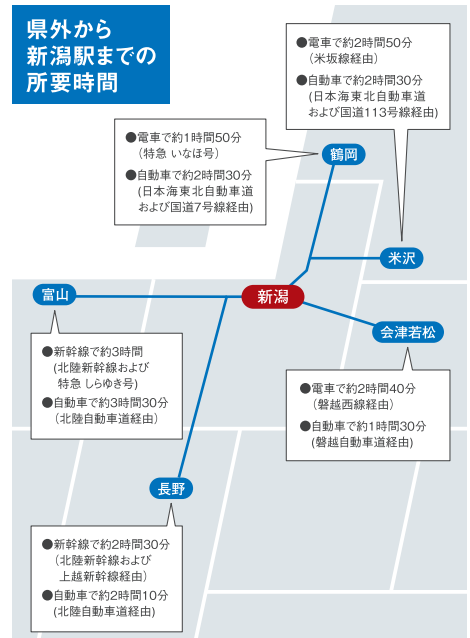 県外から
新潟駅までの
所要時間
●電車で約2時間50分
（米坂線経由）
●自動車で約2時間30分
(日本海東北自動車道
および国道113号線経由)
●電車で約1時間50分
（特急 いなほ号）
●自動車で約2時間30分
(日本海東北自動車道
および国道7号線経由)
鶴岡
米沢
新潟
富山
会津若松
●新幹線で約3時間
(北陸新幹線および
特急 しらゆき号)
●自動車で約3時間30分
（北陸自動車道経由）
●電車で約2時間40分
（磐越西線経由）
●自動車で約1時間30分
(磐越自動車道経由)
長野
●新幹線で約2時間30分
（北陸新幹線および
上越新幹線経由）
●自動車で約2時間10分
(北陸自動車道経由)